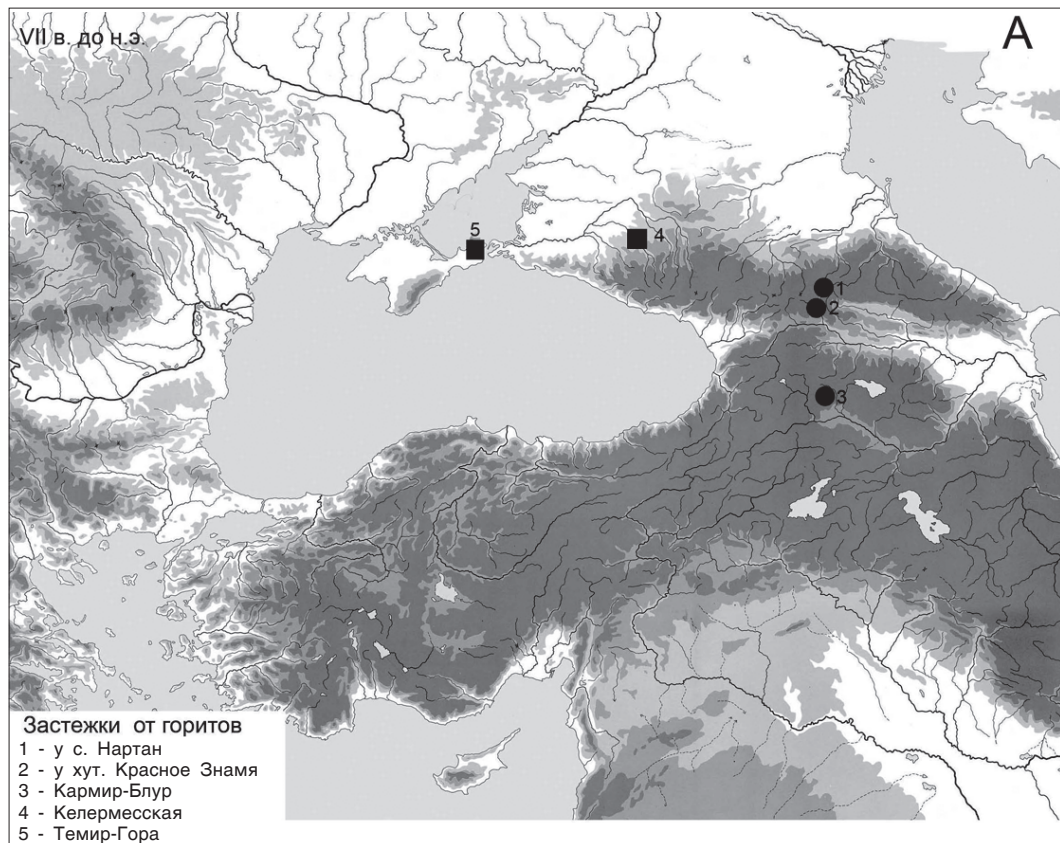 VII в. до н.э.
A
5
4
1
2
3
Застежки от горитов
1 - у с. Нартан
2 - у хут. Красное Знамя
3 - Кармир-Блур
4 - Келермесская
5 - Темир-Гора